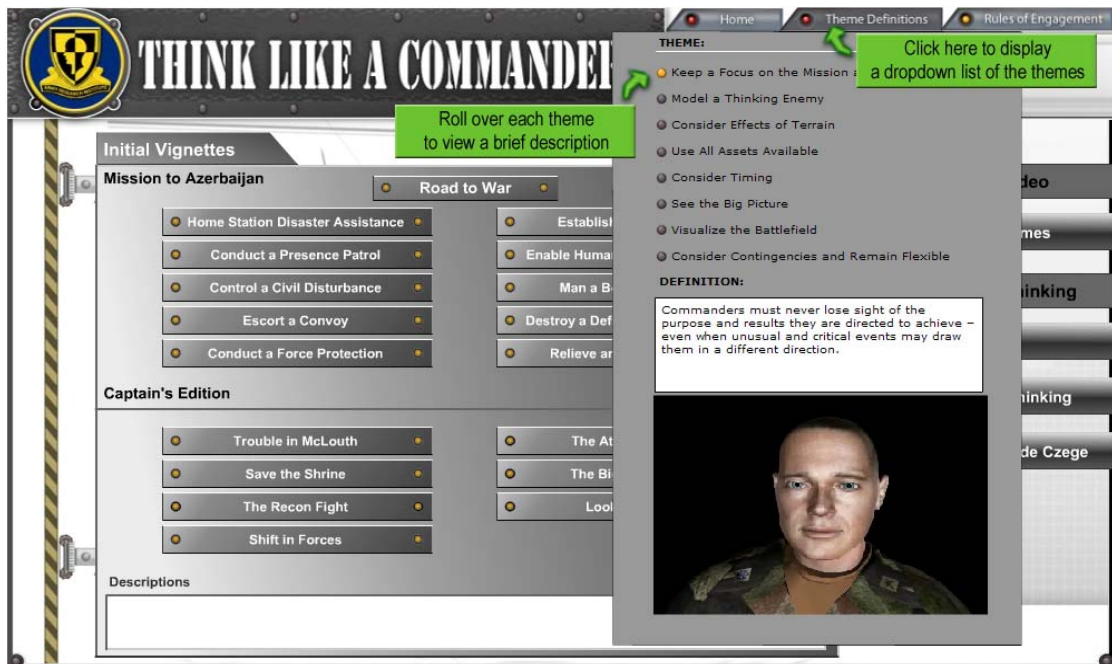 Home
Theme Definitions
Rules of Engagement
THINK LIKE A COMMANDER
THEME:
Click here to display
a dropdown list of the themes
Keep a Focus on the Mission
Model a Thinking Enemy
Consider Effects of Terrain
Use All Assets Available
Consider Timing
See the Big Picture
Visualize the Battlefield
Consider Contingencies and Remain Flexible
Roll over each theme
to view a brief description
DEFINITION:
Commanders must never lose sight of the
purpose and results they are directed to achieve –
even when unusual and critical events may draw
them in a different direction.
Initial Vignettes
Mission to Azerbaijan
Road to War
Home Station Disaster Assistance
Conduct a Presence Patrol
Control a Civil Disturbance
Escort a Convoy
Conduct a Force Protection
Enable
Man a
Destroy a
Relieve
Captain's Edition
Trouble in McLouth
Save the Shrine
The Recon Fight
Shift in Forces
The
The
Descriptions
de Czege